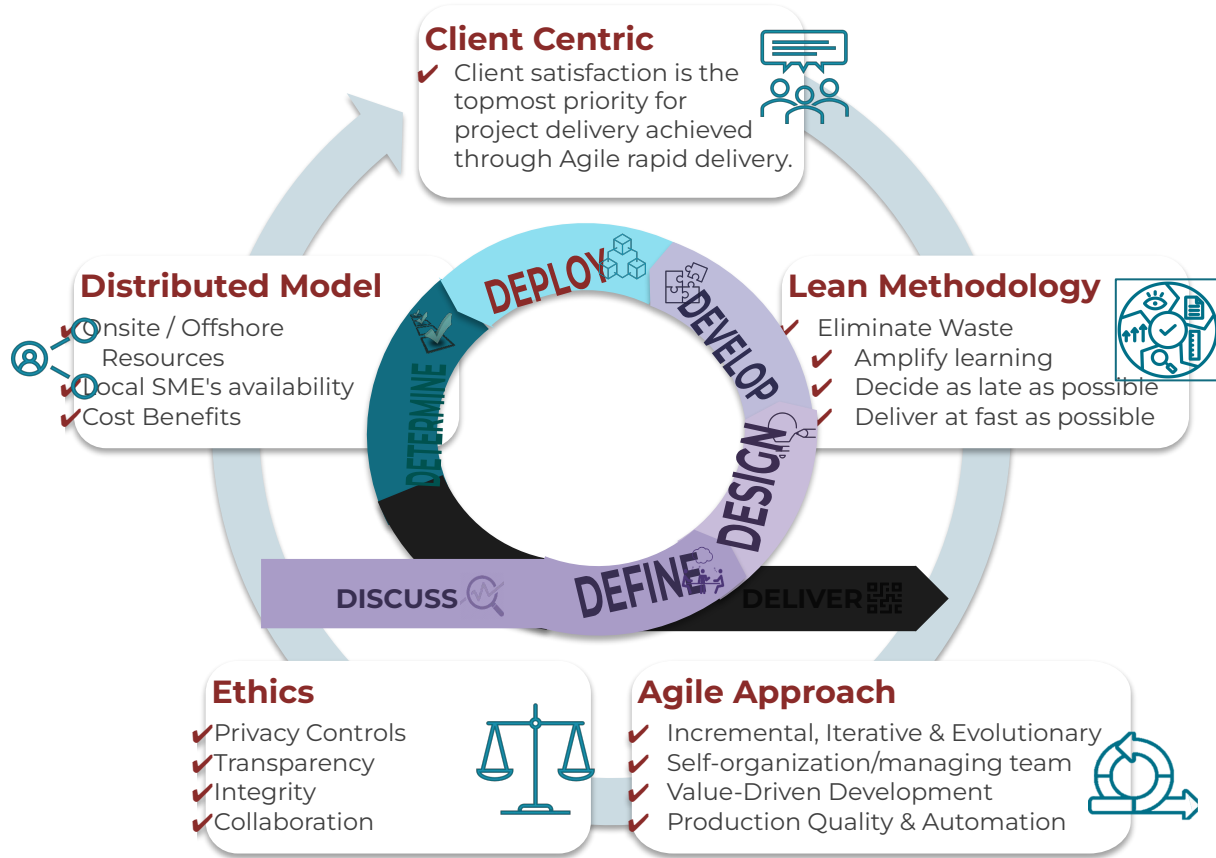 Client Centric
✔ Client satisfaction is the
topmost priority for
project delivery achieved
through Agile rapid delivery.
Distributed Model
✔ Onsite / Offshore
Resources
✔ Local SME's availability
✔ Cost Benefits
Lean Methodology
✔ Eliminate Waste
✔ Amplify learning
✔ Decide as late as possible
✔ Deliver at fast as possible
DEPLOY
DEVELOP
DETERMINE
DESIGN
DISCUSS
DEFINE
DELIVER
Ethics
✔ Privacy Controls
✔ Transparency
✔ Integrity
✔ Collaboration
Agile Approach
✔ Incremental, Iterative & Evolutionary
✔ Self-organization/managing team
✔ Value-Driven Development
✔ Production Quality & Automation